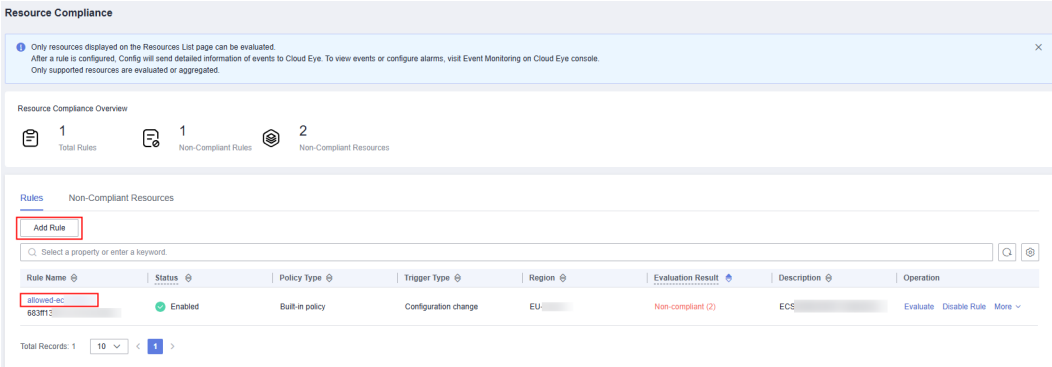 Resource Compliance
Only resources displayed on the Resources List page can be evaluated.
After a rule is configured, Config will send detailed information of events to Cloud Eye. To view events or configure alarms, visit Event Monitoring on Cloud Eye console.
Only supported resources are evaluated or aggregated.
Resource Compliance Overview
1
Total Rules
1
Non-Compliant Rules
2
Non-Compliant Resources
Rules Non-Compliant Resources
Add Rule
Select a property or enter a keyword.
Rule Name Status Policy Type Trigger Type Region Evaluation Result Description Operation
allowed-ec
683ff13
Enabled Built-in policy Configuration change EU- Non-compliant (2) ECS Evaluate Disable Rule More
Total Records: 1 10 < 1 >